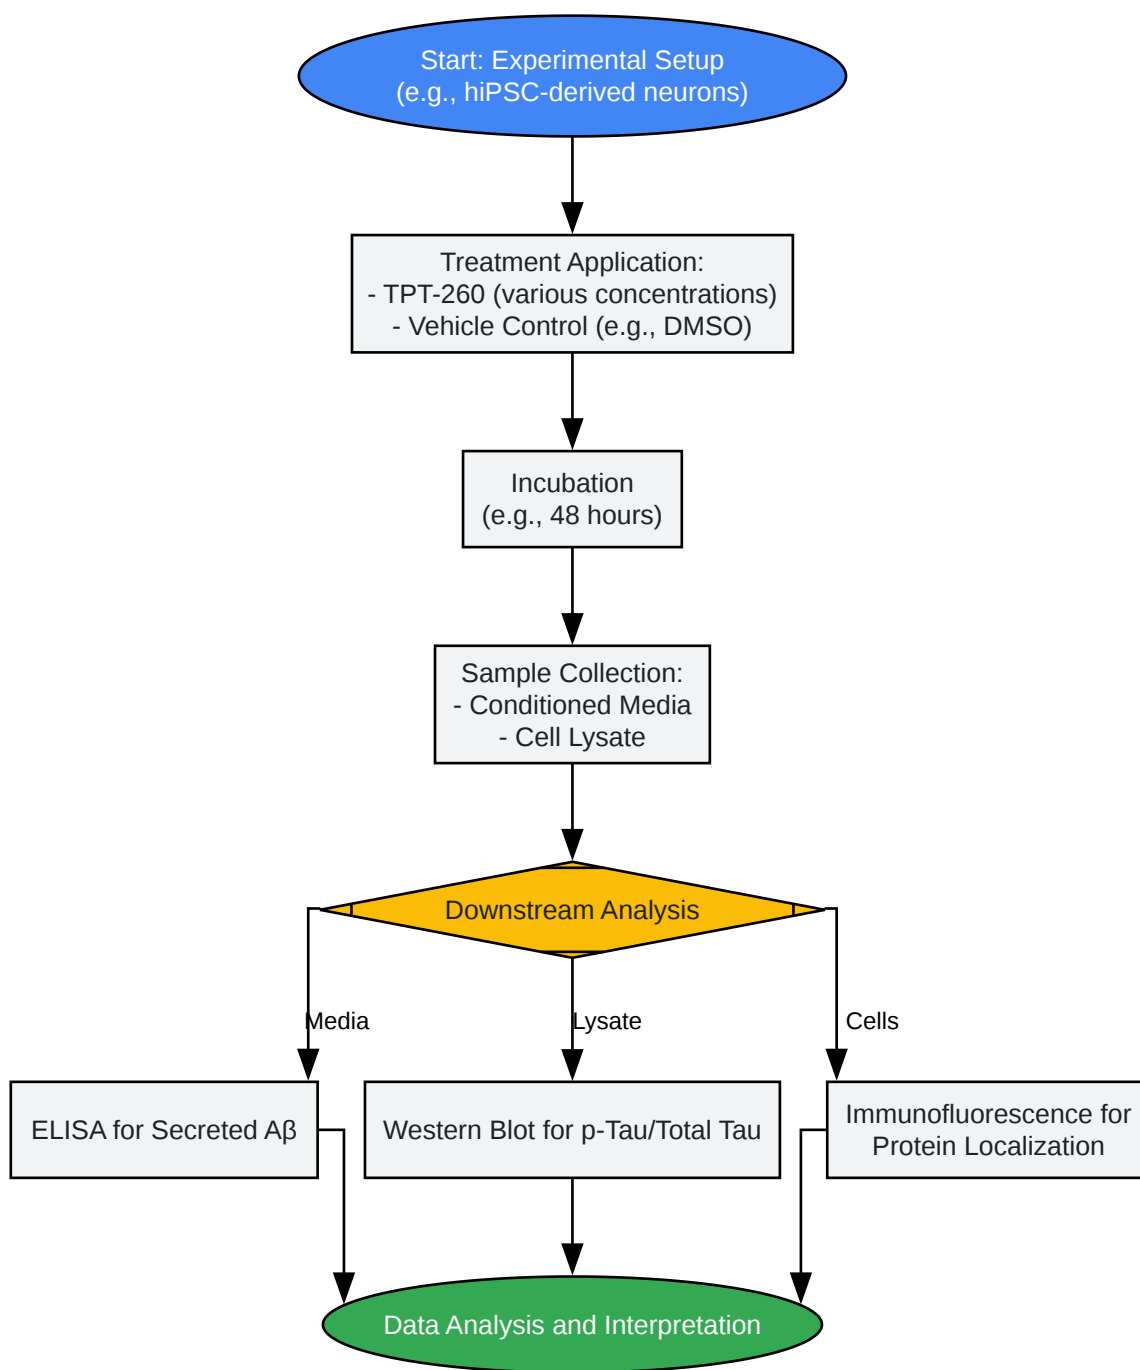 Start: Experimental Setup
(e.g., hiPSC-derived neurons)
Treatment Application:
- TPT-260 (various concentrations)
- Vehicle Control (e.g., DMSO)
Incubation
(e.g., 48 hours)
Sample Collection:
- Conditioned Media
- Cell Lysate
Downstream Analysis
Media
Lysate
Cells
ELISA for Secreted Aβ
Western Blot for p-Tau/Total Tau
Immunofluorescence for
Protein Localization
Data Analysis and Interpretation